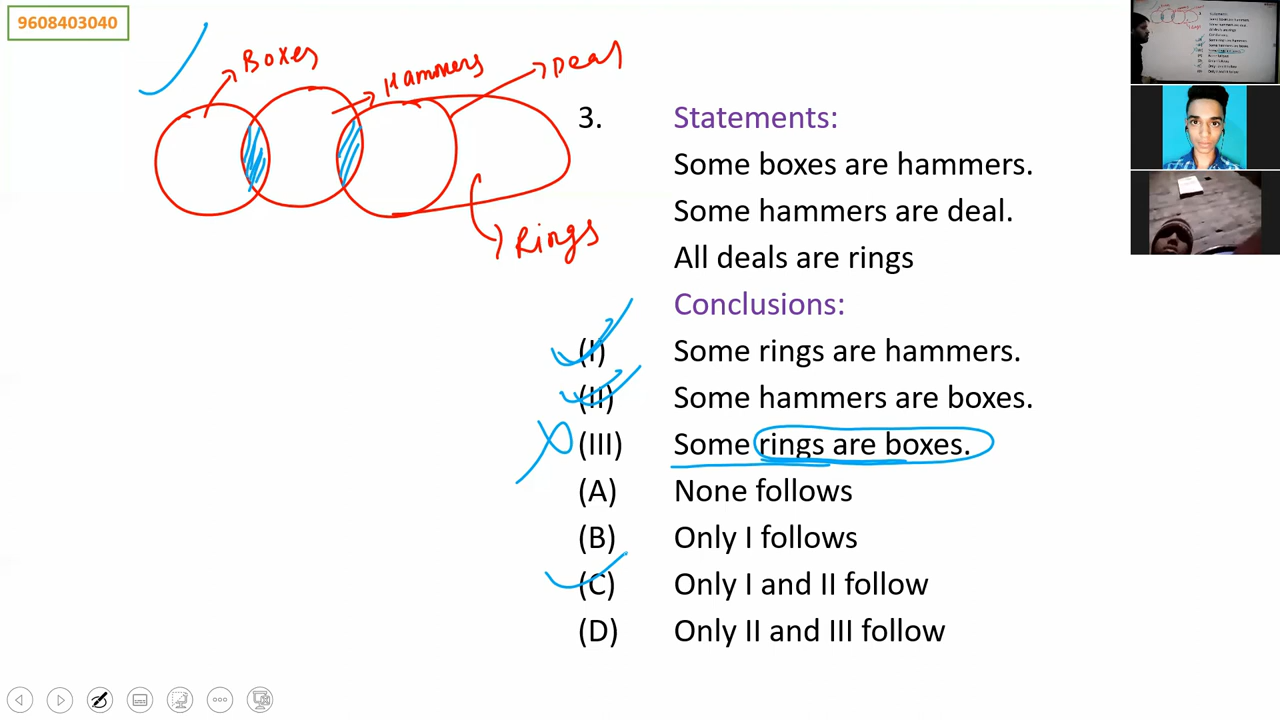 9608403040
Boxes
Hammers
Deal
Rings
3. Statements:
Some boxes are hammers.
Some hammers are deal.
All deals are rings
Conclusions:
(I) Some rings are hammers.
(II) Some hammers are boxes.
(III) Some rings are boxes.
(A) None follows
(B) Only I follows
(C) Only I and II follow
(D) Only II and III follow